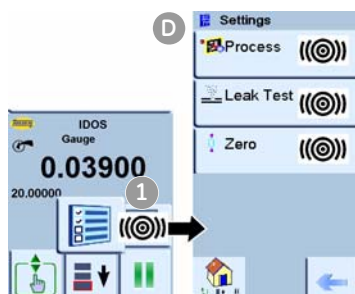 D
Settings
Process
Leak Test
Zero
IDOS
Gauge
0.03900
20.00000
1